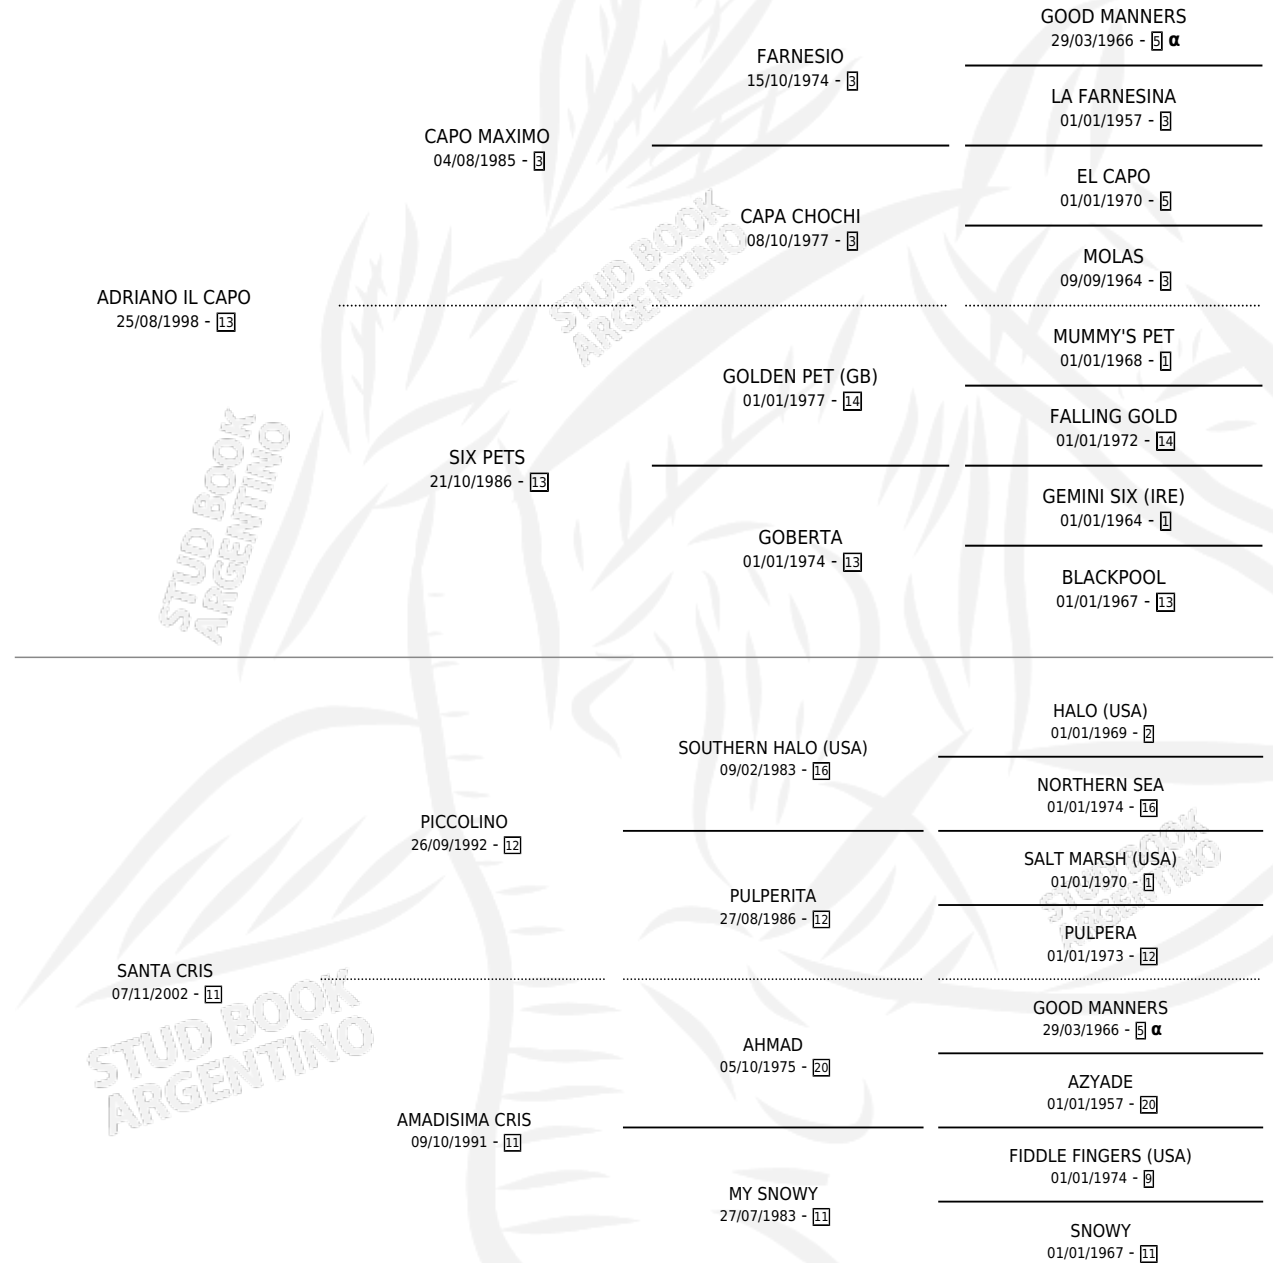 GOOD MANNERS
29/03/1966 - 5 α
FARNESIO
15/10/1974 - 3
LA FARNESINA
01/01/1957 - 3
CAPO MAXIMO
04/08/1985 - 3
EL CAPO
01/01/1970 - 5
CAPA CHOCHI
08/10/1977 - 3
MOLAS
09/09/1964 - 3
ADRIANO IL CAPO
25/08/1998 - 13
MUMMY'S PET
01/01/1968 - 1
GOLDEN PET (GB)
01/01/1977 - 14
FALLING GOLD
01/01/1972 - 14
SIX PETS
21/10/1986 - 13
GEMINI SIX (IRE)
01/01/1964 - 1
GOBERTA
01/01/1974 - 13
BLACKPOOL
01/01/1967 - 13
STUD BOOK
ARGENTINO
STUD BOOK
ARGENTINO
HALO (USA)
01/01/1969 - 2
SOUTHERN HALO (USA)
09/02/1983 - 16
NORTHERN SEA
01/01/1974 - 16
PICCOLINO
26/09/1992 - 12
SALT MARSH (USA)
01/01/1970 - 1
PULPERITA
27/08/1986 - 12
PULPERA
01/01/1973 - 12
SANTA CRIS
07/11/2002 - 11
GOOD MANNERS
29/03/1966 - 5 α
AHMAD
05/10/1975 - 20
AZYADE
01/01/1957 - 20
AMADISIMA CRIS
09/10/1991 - 11
FIDDLE FINGERS (USA)
01/01/1974 - 9
MY SNOWY
27/07/1983 - 11
SNOWY
01/01/1967 - 11
STUD BOOK
ARGENTINO
STUD BOOK
ARGENTINO